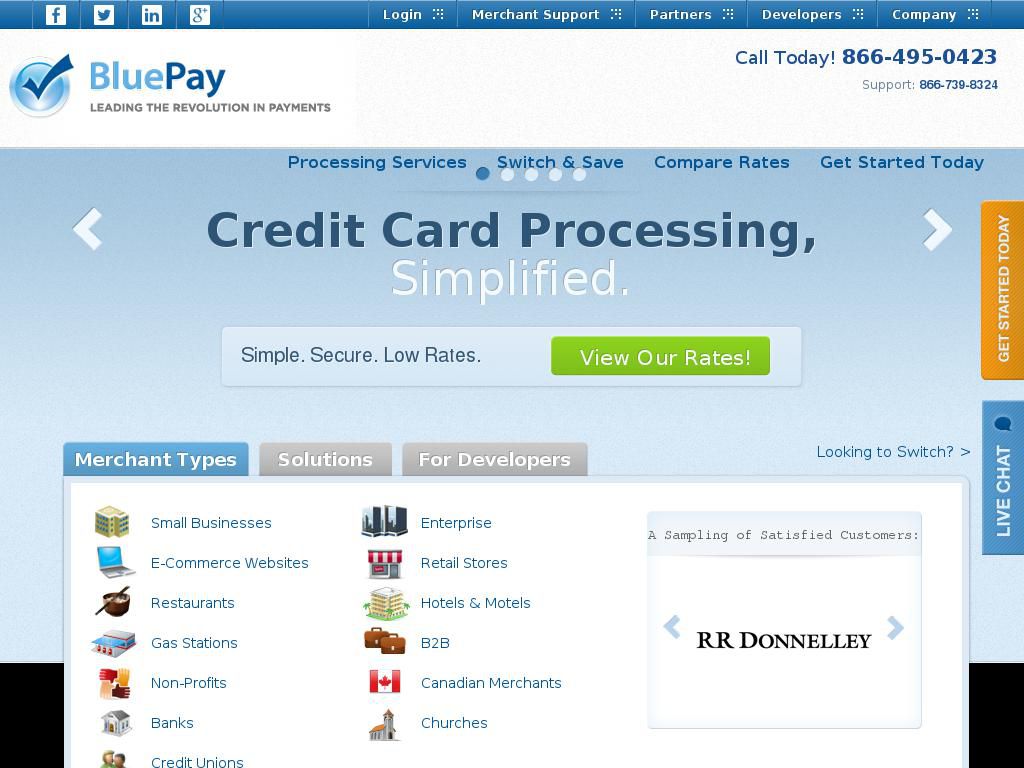 Login
Merchant Support
Partners
Developers
Company
BluePay
LEADING THE REVOLUTION IN PAYMENTS
Call Today! 866-495-0423
Support: 866-739-8324
Processing Services
Switch & Save
Compare Rates
Get Started Today
Credit Card Processing,
Simplified.
Simple. Secure. Low Rates.
View Our Rates!
GET STARTED TODAY
LIVE CHAT
Merchant Types
Solutions
For Developers
Looking to Switch? >
Small Businesses
E-Commerce Websites
Restaurants
Gas Stations
Non-Profits
Banks
Credit Unions
Enterprise
Retail Stores
Hotels & Motels
B2B
Canadian Merchants
Churches
A Sampling of Satisfied Customers:
RR DONNELLEY